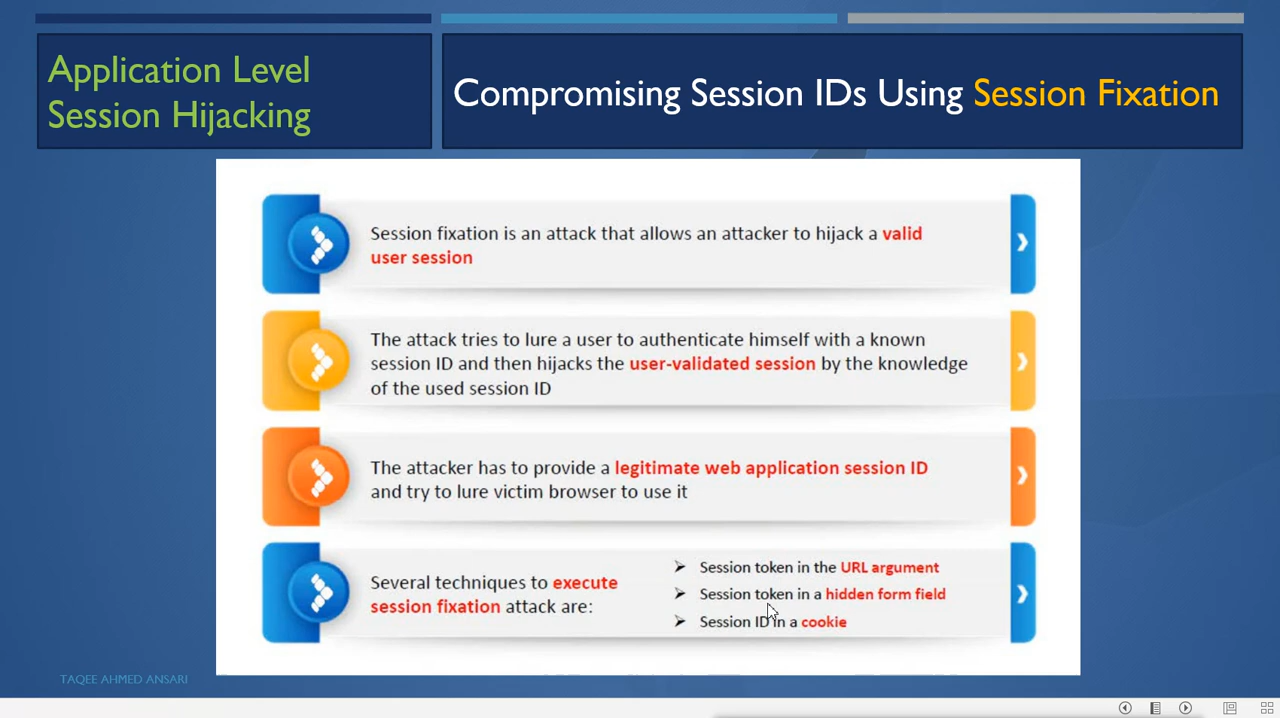 Application Level
Session Hijacking
Compromising Session IDs Using Session Fixation
Session fixation is an attack that allows an attacker to hijack a valid
user session
The attack tries to lure a user to authenticate himself with a known
session ID and then hijacks the user-validated session by the knowledge
of the used session ID
The attacker has to provide a legitimate web application session ID
and try to lure victim browser to use it
Several techniques to execute
session fixation attack are:
➤ Session token in the URL argument
➤ Session token in a hidden form field
➤ Session ID in a cookie
TAQEE AHMED ANSARI